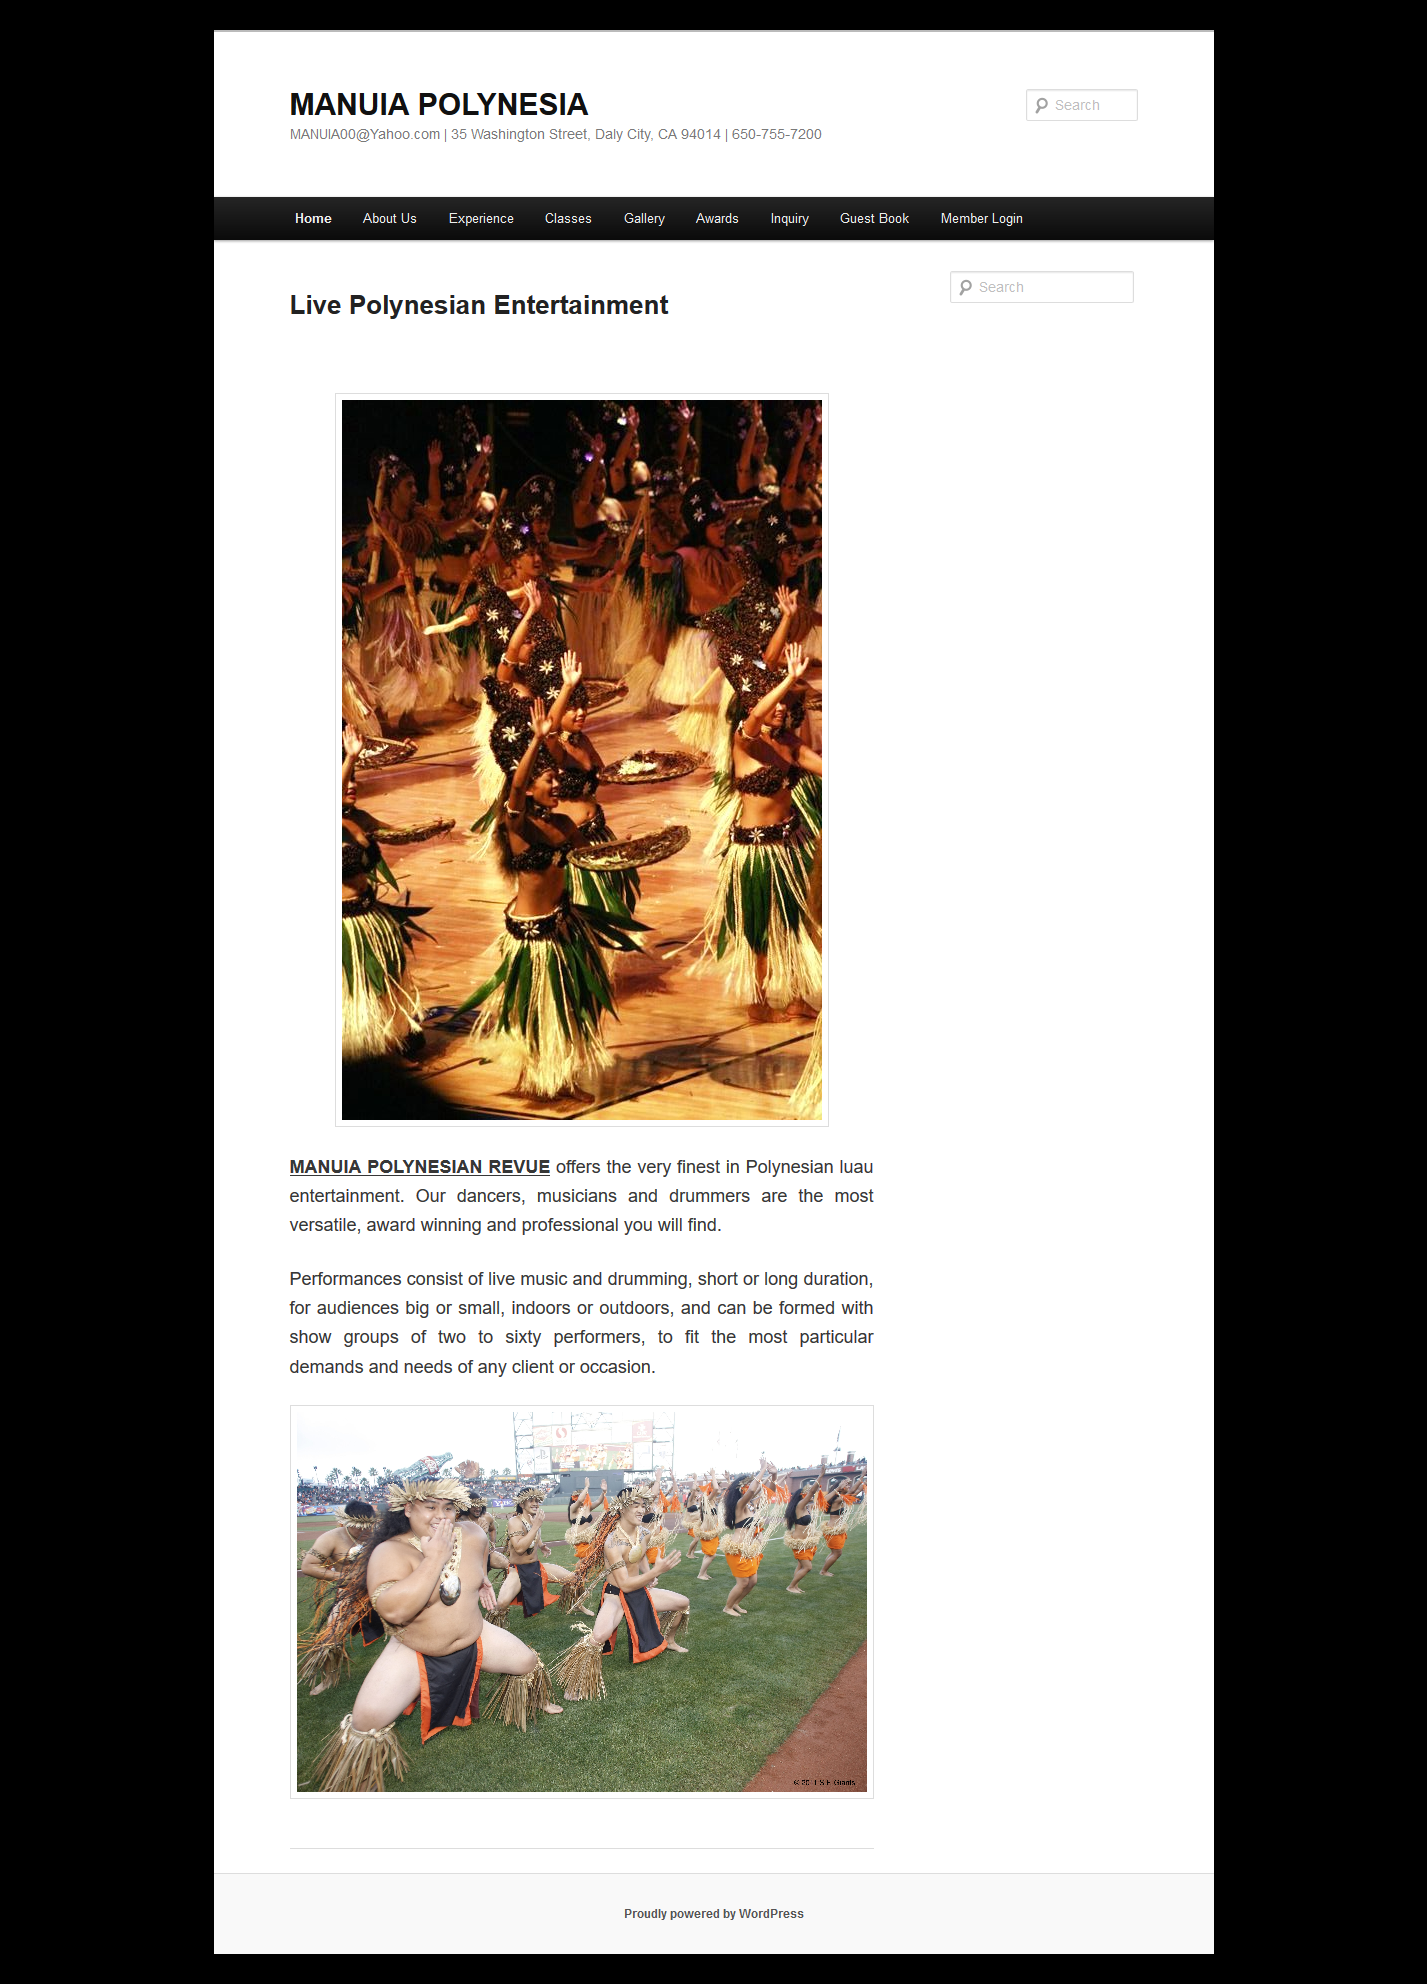 MANUIA POLYNESIA
MANUIA00@Yahoo.com | 35 Washington Street, Daly City, CA 94014 | 650-755-7200
Search
Home About Us Experience Classes Gallery Awards Inquiry Guest Book Member Login
Search
Live Polynesian Entertainment
MANUIA POLYNESIAN REVUE offers the very finest in Polynesian luau
entertainment. Our dancers, musicians and drummers are the most
versatile, award winning and professional you will find.
Performances consist of live music and drumming, short or long duration,
for audiences big or small, indoors or outdoors, and can be formed with
show groups of two to sixty performers, to fit the most particular
demands and needs of any client or occasion.
Giants
Proudly powered by WordPress